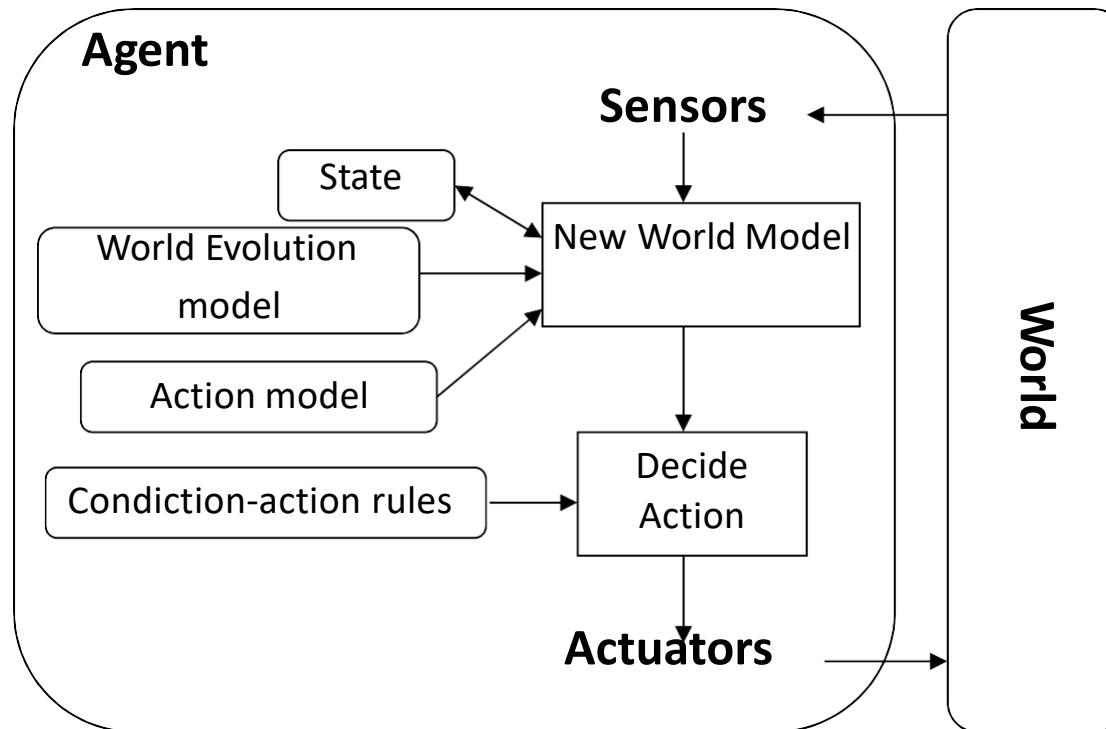 Agent
Sensors
State
New World Model
World Evolution
model
Action model
Decide
Action
Condiction-action rules
Actuators
World